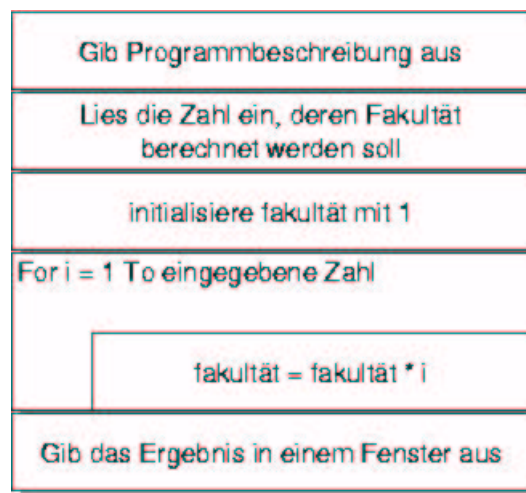 Gib Programmbeschreibung aus
Lies die Zahl ein, deren Fakultät
berechnet werden soll
initialisiere fakultät mit 1
For i = 1 To eingegebene Zahl
fakultät = fakultät * i
Gib das Ergebnis in einem Fenster aus